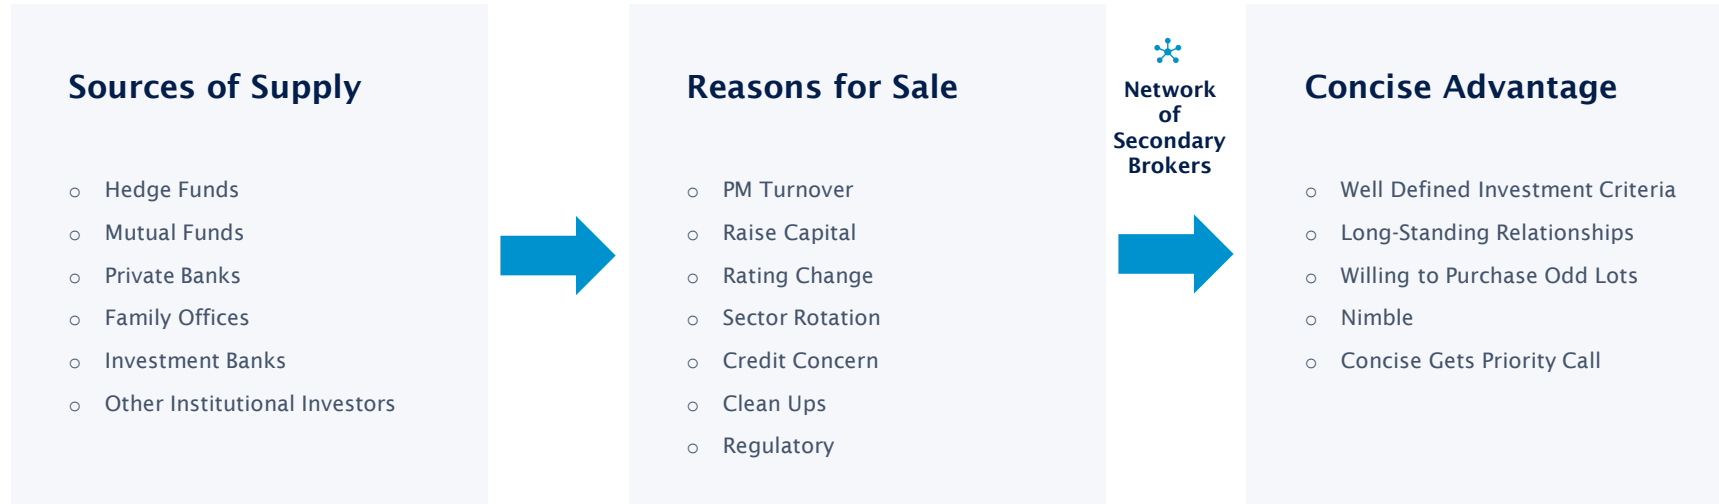 Sources of Supply
○ Hedge Funds
○ Mutual Funds
○ Private Banks
○ Family Offices
○ Investment Banks
○ Other Institutional Investors
Reasons for Sale
○ PM Turnover
○ Raise Capital
○ Rating Change
○ Sector Rotation
○ Credit Concern
○ Clean Ups
○ Regulatory
Network
of
Secondary
Brokers
Concise Advantage
○ Well Defined Investment Criteria
○ Long-Standing Relationships
○ Willing to Purchase Odd Lots
○ Nimble
○ Concise Gets Priority Call